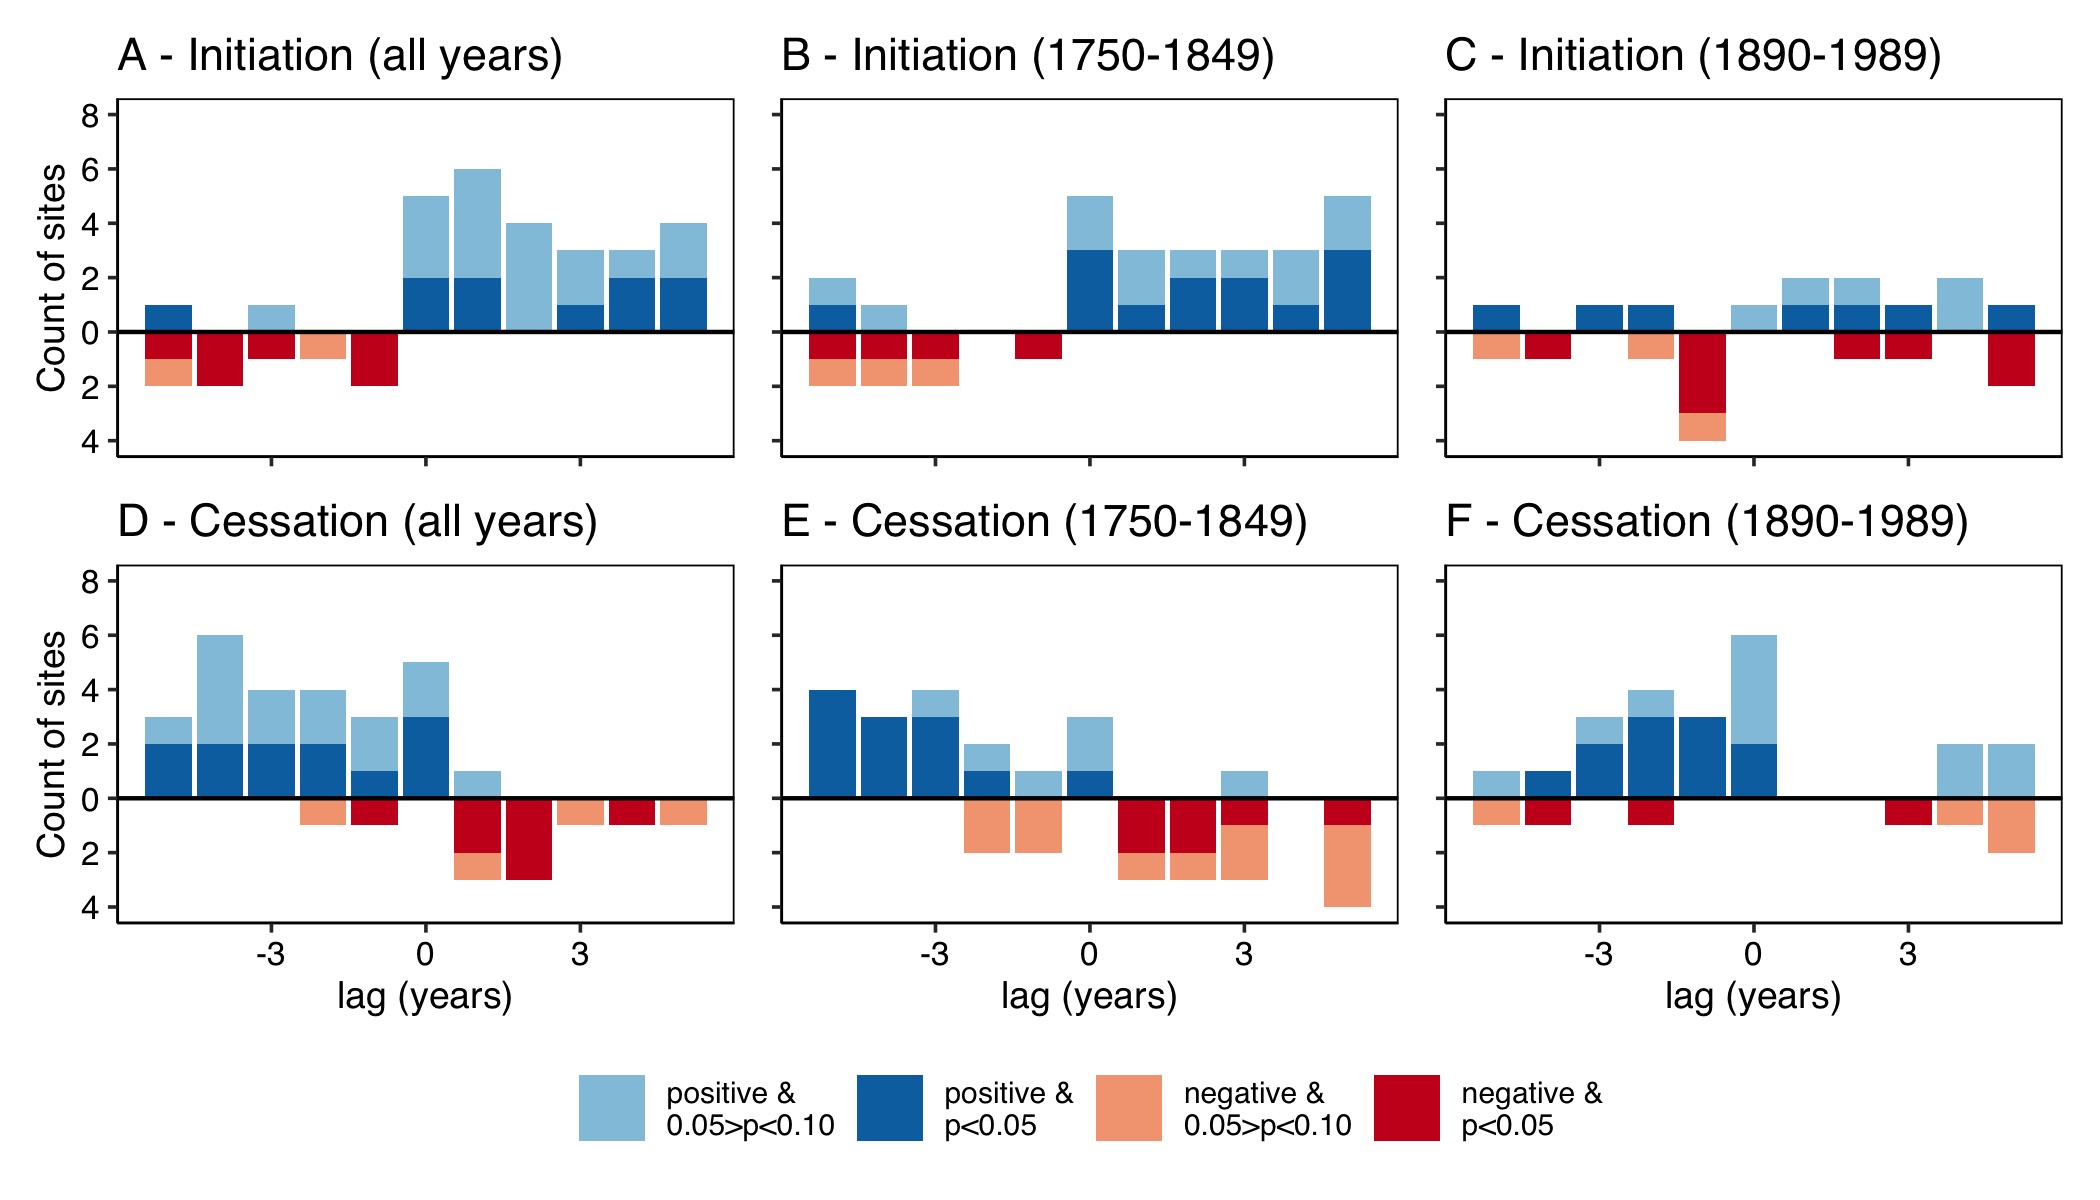 A - Initiation (all years)
B - Initiation (1750-1849)
C - Initiation (1890-1989)
Count of sites
8
6
4
2
0
2
4
D - Cessation (all years)
E - Cessation (1750-1849)
F - Cessation (1890-1989)
Count of sites
8
6
4
2
0
2
4
-3 0 3
-3 0 3
-3 0 3
lag (years)
lag (years)
lag (years)
positive &
0.05>p<0.10
positive &
p<0.05
negative &
0.05>p<0.10
negative &
p<0.05